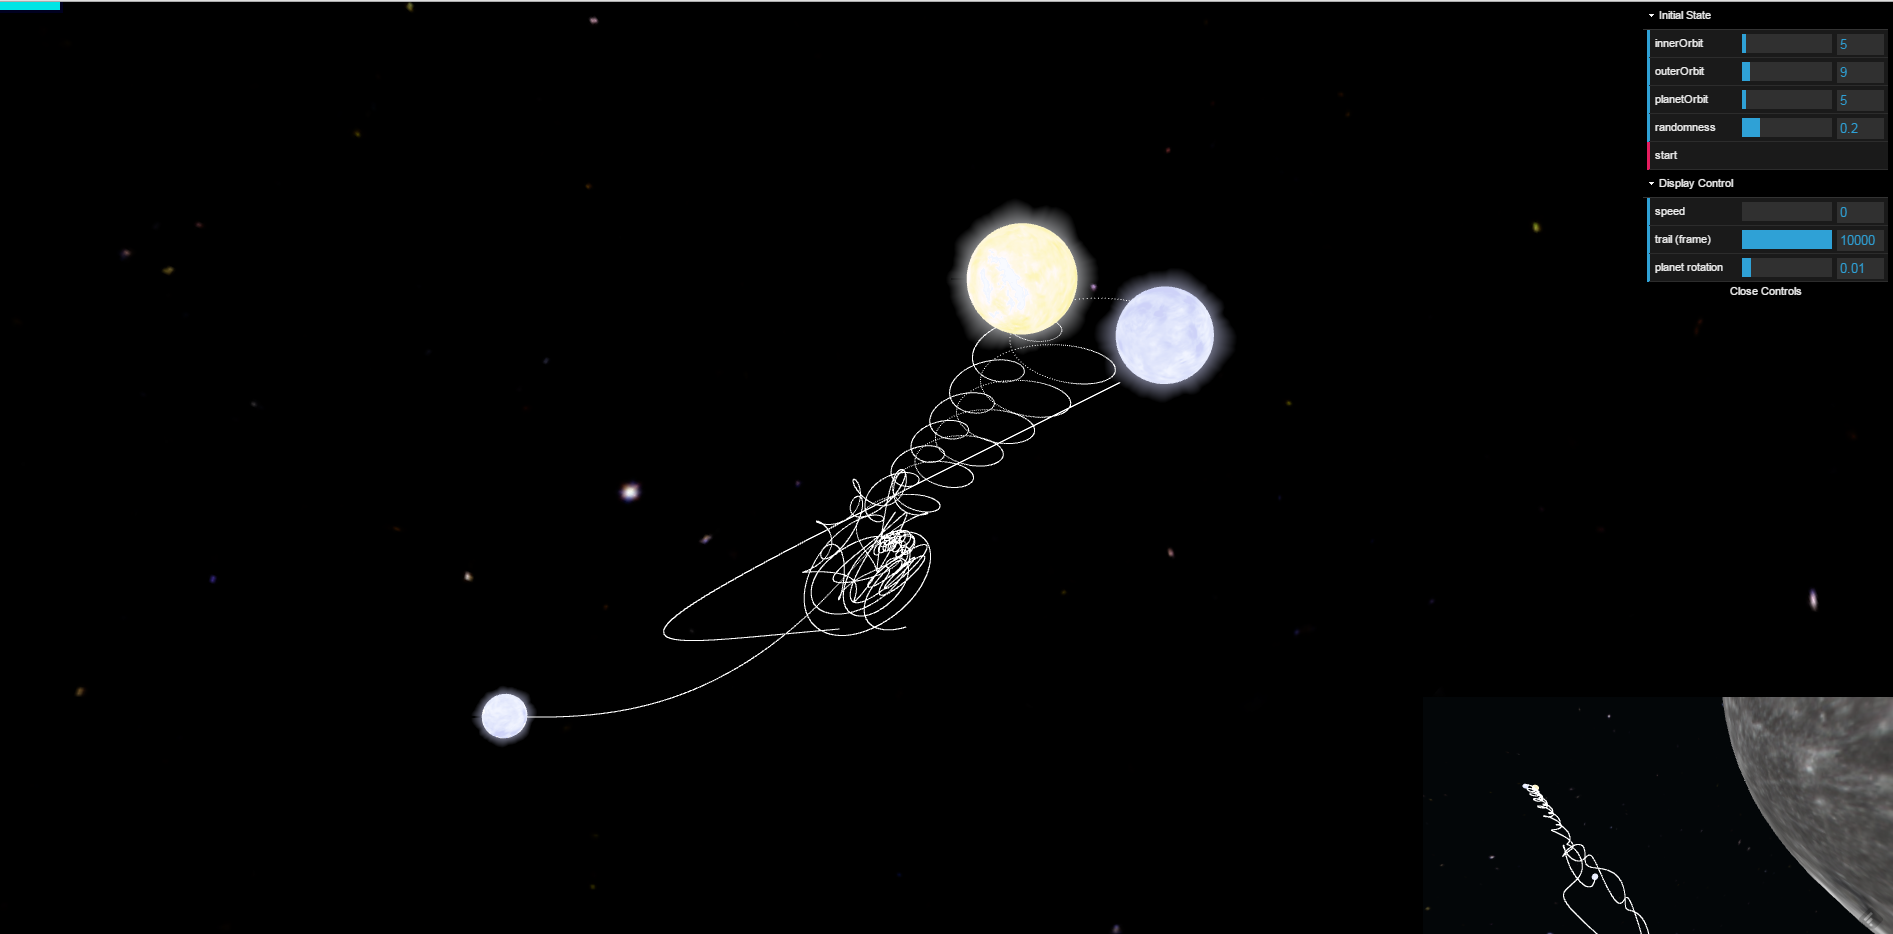 Initial State
innerOrbit 5
outerOrbit 9
planetOrbit 5
randomness 0.2
start
Display Control
speed 0
trail (frame) 10000
planet rotation 0.01
Close Controls